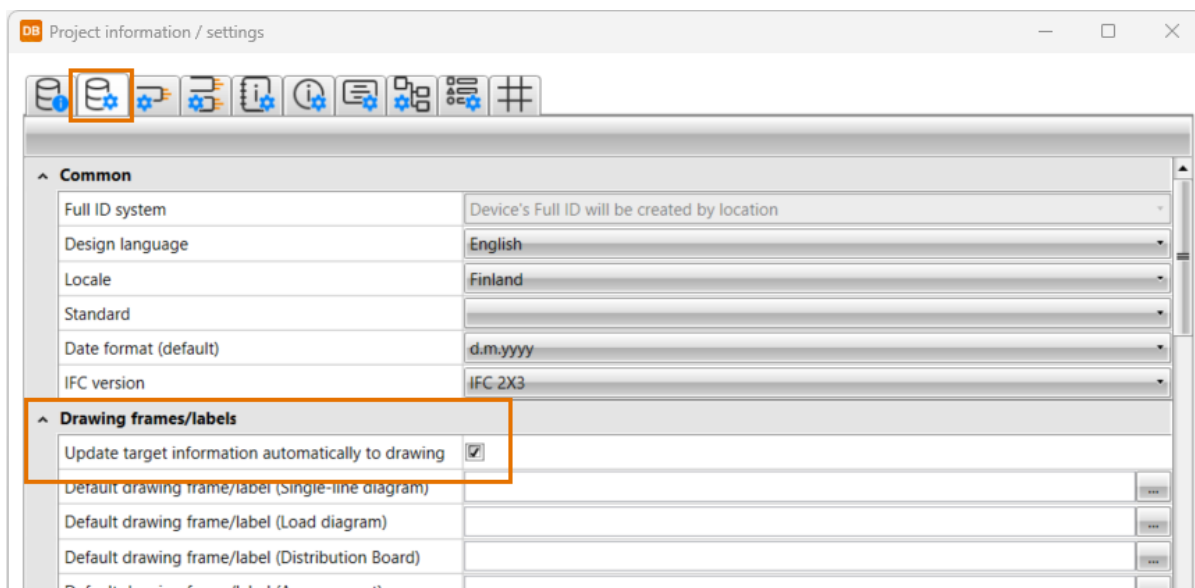 DB Project information / settings
Common
Full ID system Device's Full ID will be created by location
Design language English
Locale Finland
Standard
Date format (default) d.m.yyyy
IFC version IFC 2X3
Drawing frames/labels
Update target information automatically to drawing
Default drawing frame/label (Single-line diagram) ...
Default drawing frame/label (Load diagram) ...
Default drawing frame/label (Distribution Board) ...